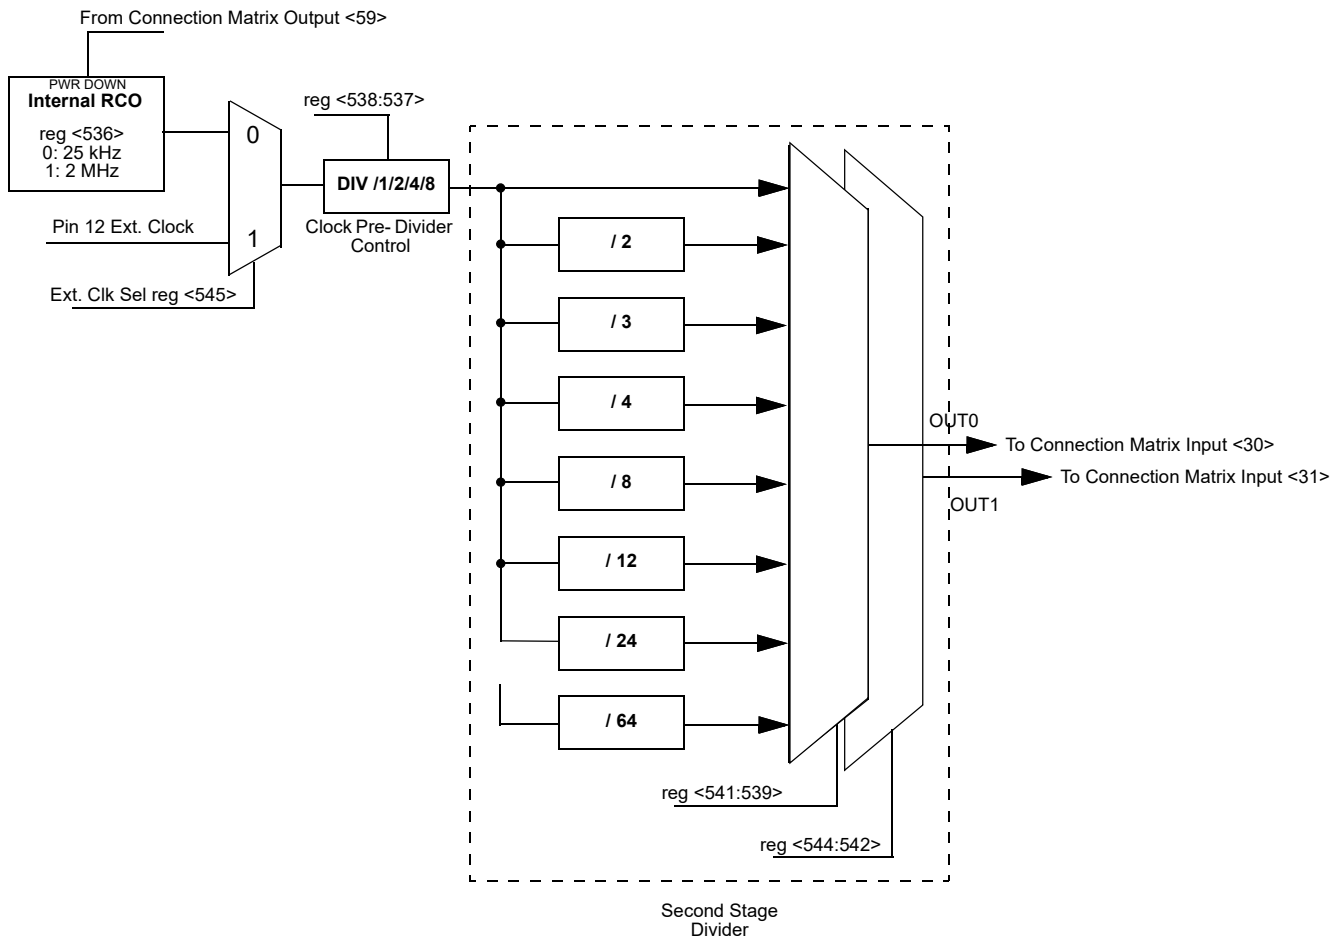 From Connection Matrix Output <59>
PWR DOWN
Internal RCO
reg <536>
0: 25 kHz
1: 2 MHz
0
1
Pin 12 Ext. Clock
Ext. Clk Sel reg <545>
reg <538:537>
DIV /1/2/4/8
Clock Pre- Divider
Control
/ 2
/ 3
/ 4
/ 8
/ 12
/ 24
/ 64
OUT0
To Connection Matrix Input <30>
To Connection Matrix Input <31>
OUT1
reg <541:539>
reg <544:542>
Second Stage
Divider